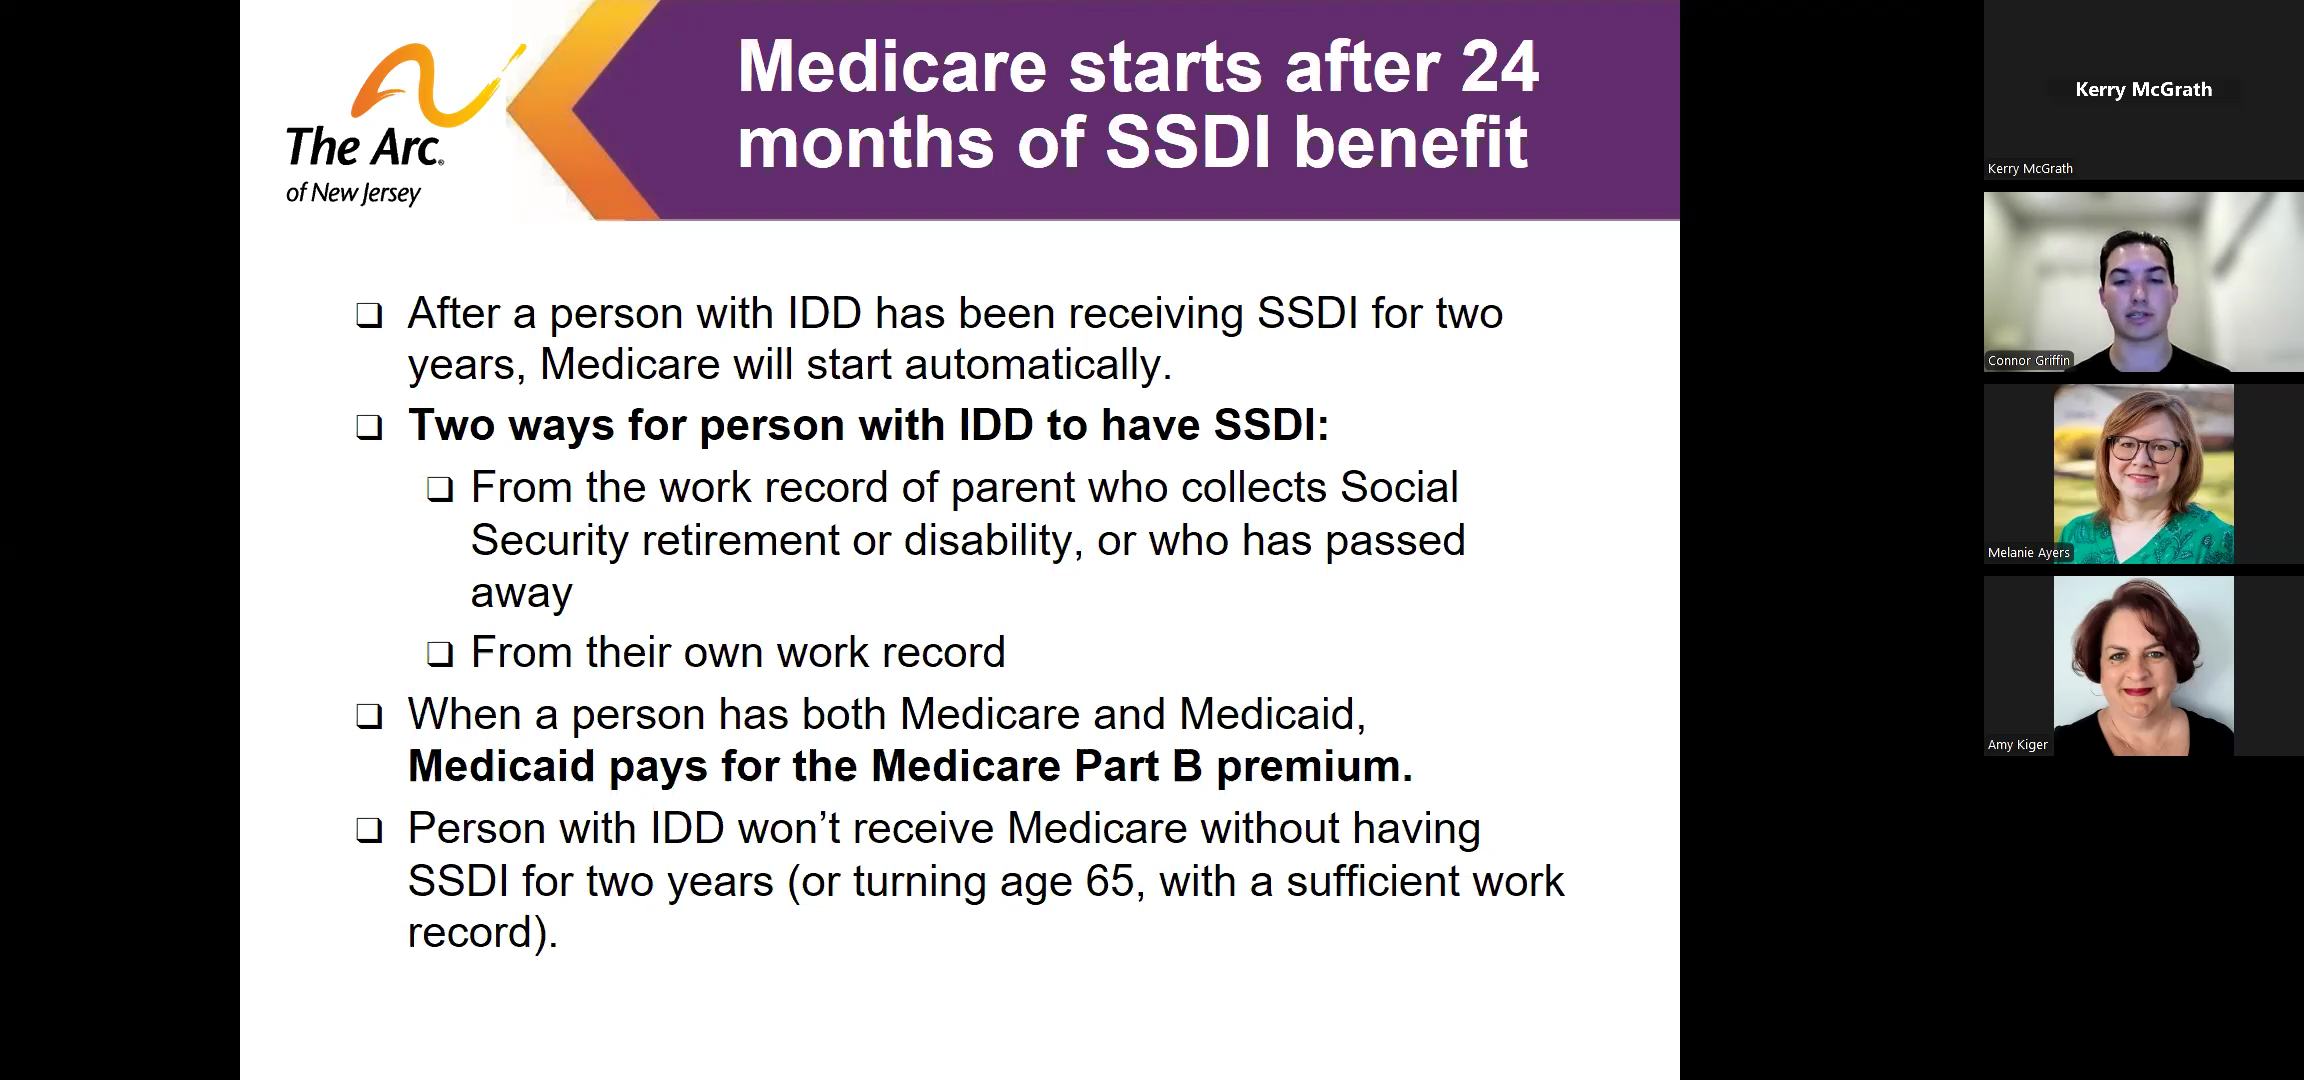 The Arc®
of New Jersey
Medicare starts after 24
months of SSDI benefit
After a person with IDD has been receiving SSDI for two
years, Medicare will start automatically.
Two ways for person with IDD to have SSDI:
From the work record of parent who collects Social
Security retirement or disability, or who has passed
away
From their own work record
When a person has both Medicare and Medicaid,
Medicaid pays for the Medicare Part B premium.
Person with IDD won’t receive Medicare without having
SSDI for two years (or turning age 65, with a sufficient work
record).
Kerry McGrath
Kerry McGrath
Connor Griffin
Melanie Ayers
Amy Kiger